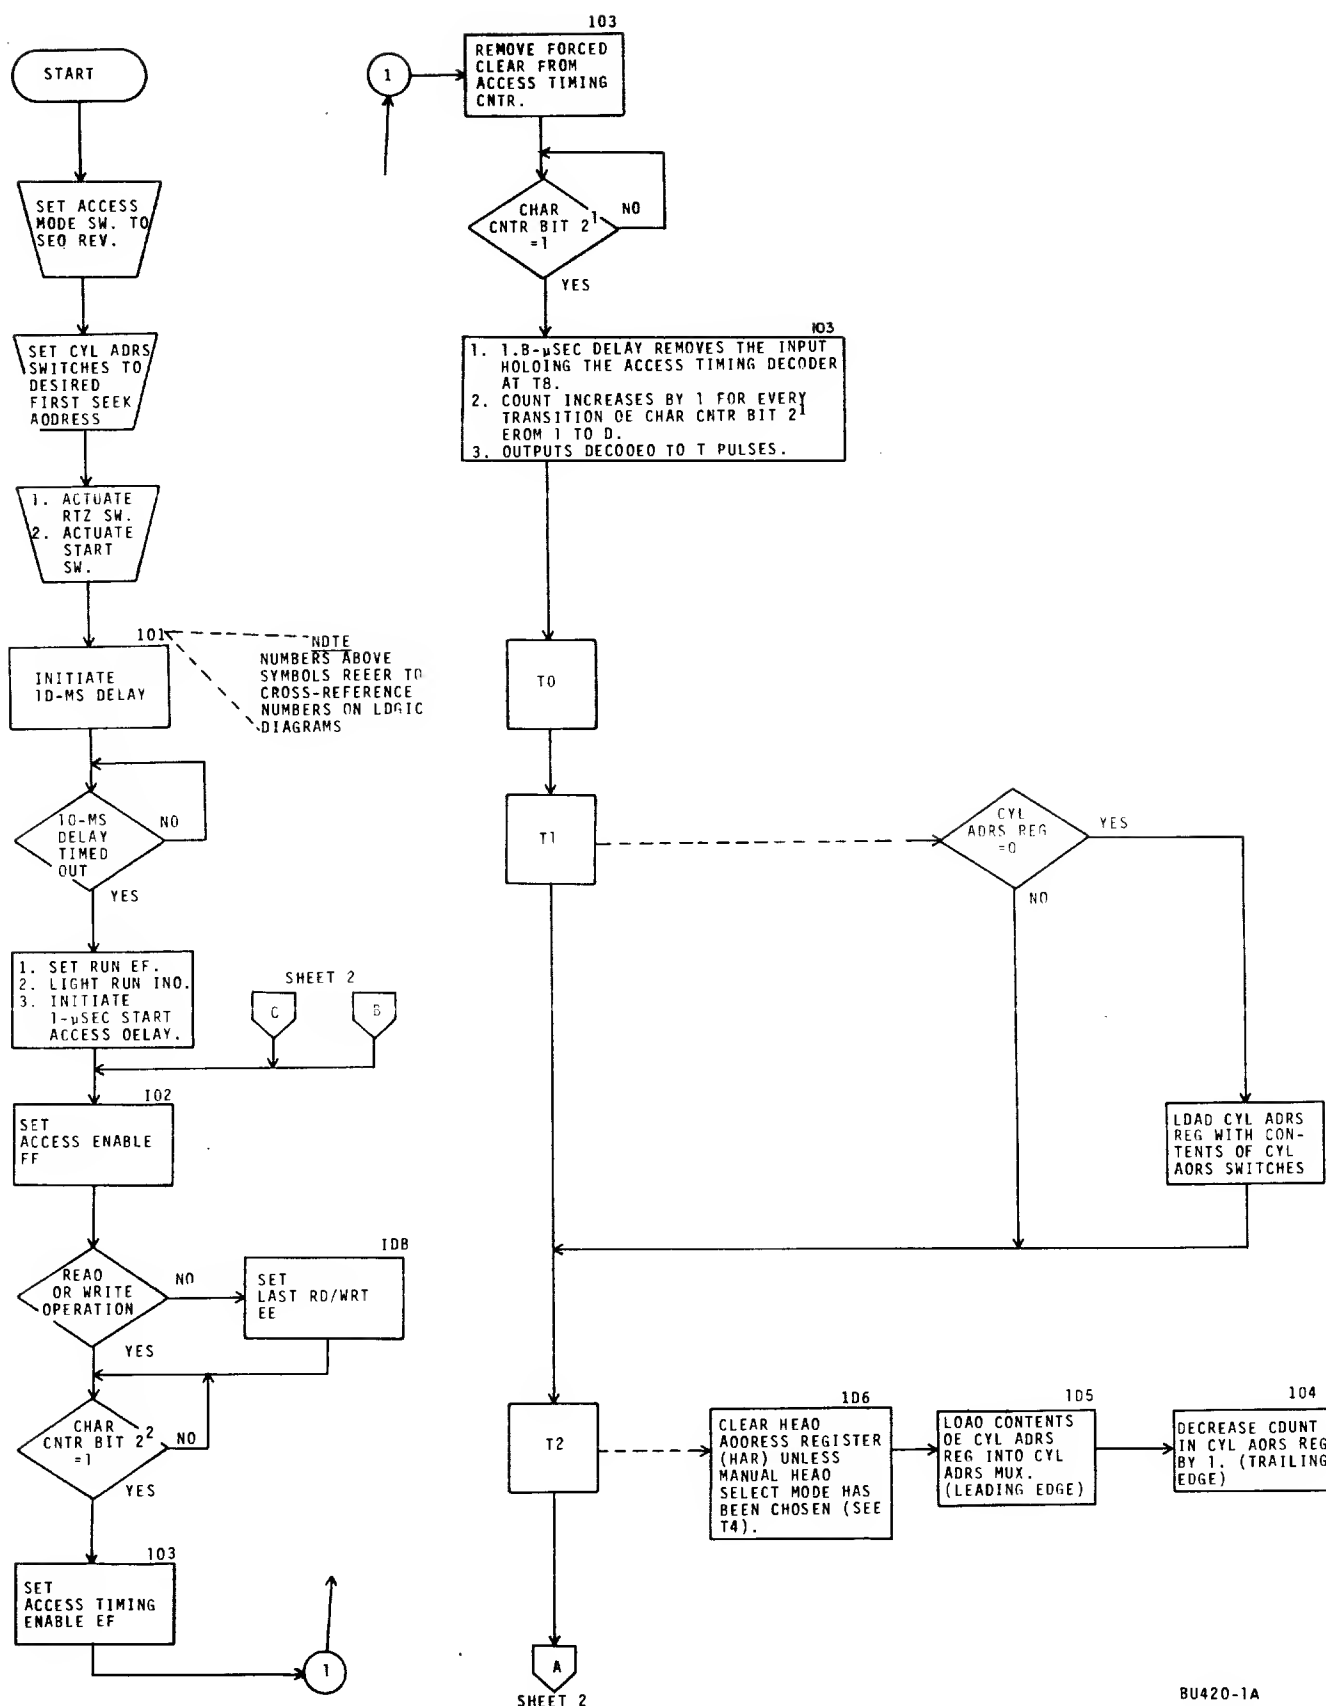 START
SET ACCESS
MODE SW. TO
SEQ REV.
SET CYL ADRS
SWITCHES TO
DESIRED
FIRST SEEK
AODRESS
1. ACTUATE
RTZ SW.
2. ACTUATE
START
SW.
101
INITIATE
1D-MS DELAY
NDTE
NUMBERS ABOVE
SYMBOLS REEER TO
CROSS-REFERENCE
NUMBERS ON LDGIC
DIAGRAMS
10-MS
DELAY
TIMED
OUT
NO
YES
1. SET RUN EF.
2. LIGHT RUN INO.
3. INITIATE
1-µSEC START
ACCESS OELAY.
SHEET 2
C
B
IO2
SET
ACCESS ENABLE
FF
REAO
OR WRITE
OPERATION
NO
YES
IDB
SET
LAST RD/WRT
EE
CHAR
CNTR BIT 2²
=1
NO
YES
103
SET
ACCESS TIMING
ENABLE EF
1
1
103
REMOVE FORCED
CLEAR FROM
ACCESS TIMING
CNTR.
CHAR
CNTR BIT 2¹
=1
NO
YES
IO3
1. 1.B-µSEC DELAY REMOVES THE INPUT
HOLOING THE ACCESS TIMING DECODER
AT TB.
2. COUNT INCREASES BY 1 FOR EVERY
TRANSITION OE CHAR CNTR BIT 2¹
EROM 1 TO D.
3. OUTPUTS DECOOEO TO T PULSES.
TO
T1
CYL
ADRS REG
=0
YES
NO
LDAD CYL ADRS
REG WITH CON-
TENTS OF CYL
AORS SWITCHES
T2
1D6
CLEAR HEAO
AOORESS REGISTER
(HAR) UNLESS
MANUAL HEAO
SELECT MODE HAS
BEEN CHOSEN (SEE
T4).
1D5
LOAO CONTENTS
OE CYL ADRS
REG INTO CYL
ADRS MUX.
(LEADING EDGE)
104
DECREASE CDUNT
IN CYL AORS REG
BY 1. (TRAILING
EDGE)
A
SHEET 2
BU420-1A